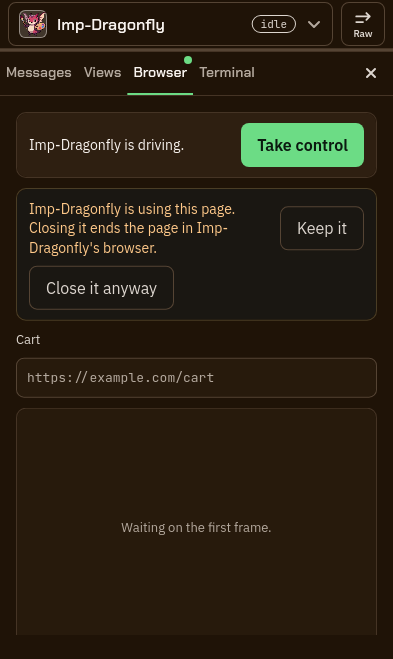 Imp-Dragonfly
idle
Raw
Messages Views Browser Terminal
Imp-Dragonfly is driving.
Take control
Imp-Dragonfly is using this page.
Closing it ends the page in Imp-
Dragonfly's browser.
Keep it
Close it anyway
Cart
https://example.com/cart
Waiting on the first frame.